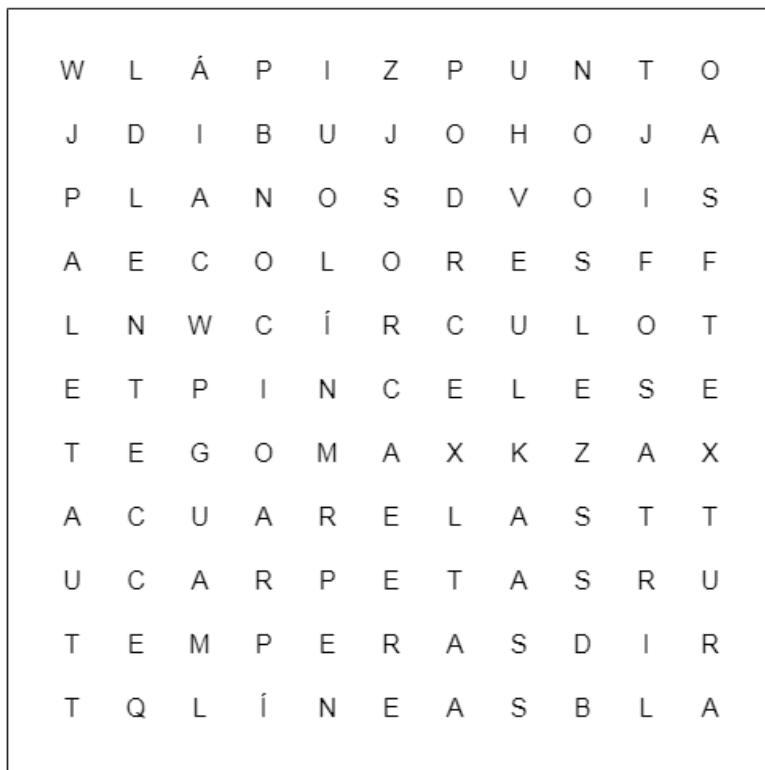 W L Á P I Z P U N T O
J D I B U J O H O J A
P L A N O S D V O I S
A E C O L O R E S F F
L N W C Í R C U L O T
E T P I N C E L E S E
T E G O M A X K Z A X
A C U A R E L A S T T
U C A R P E T A S R U
T E M P E R A S D I R
T Q L Í N E A S B L A